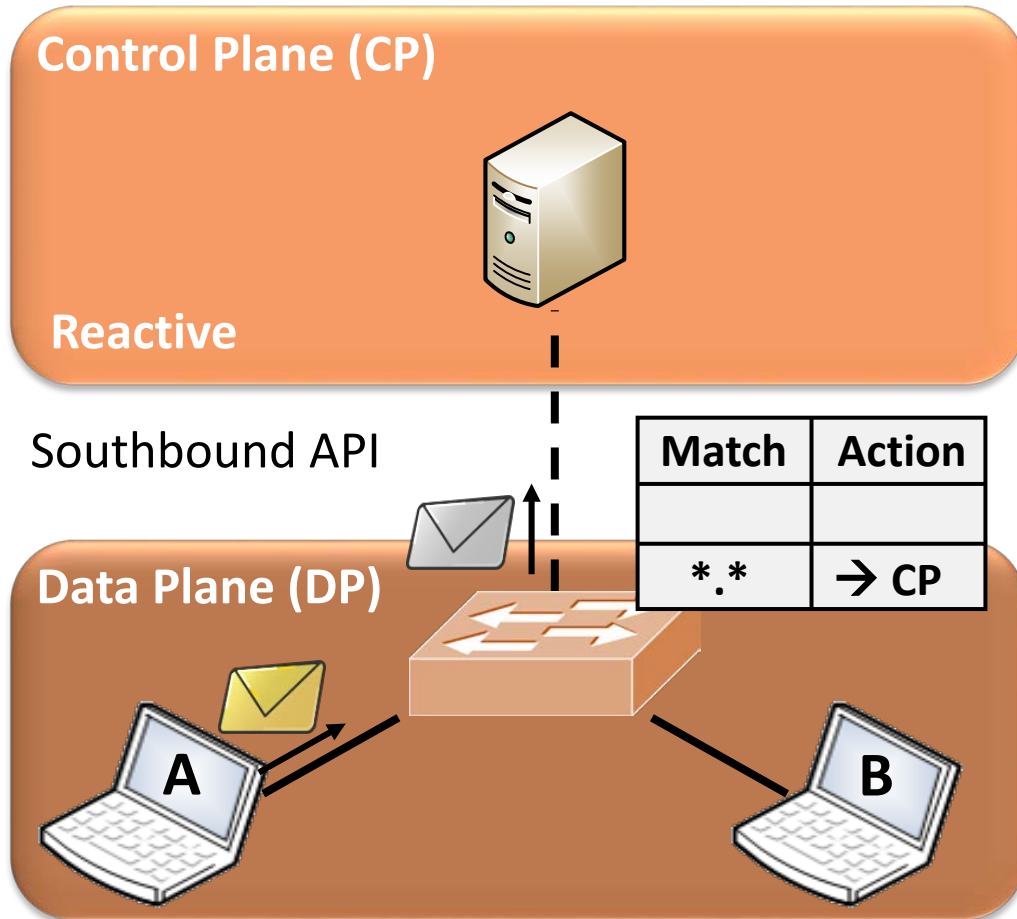 Control Plane (CP)
Reactive
Southbound API
Match Action
*.* → CP
Data Plane (DP)
A
B